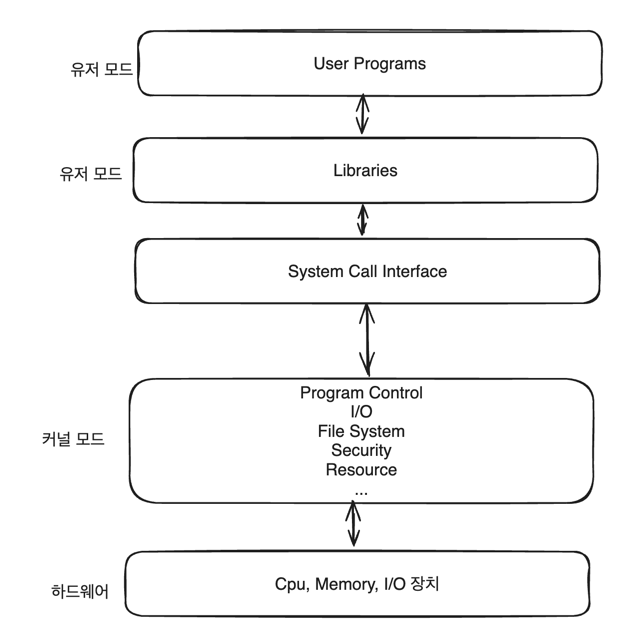 유저 모드
User Programs
유저 모드
Libraries
System Call Interface
커널 모드
Program Control
I/O
File System
Security
Resource
...
하드웨어
Cpu, Memory, I/O 장치